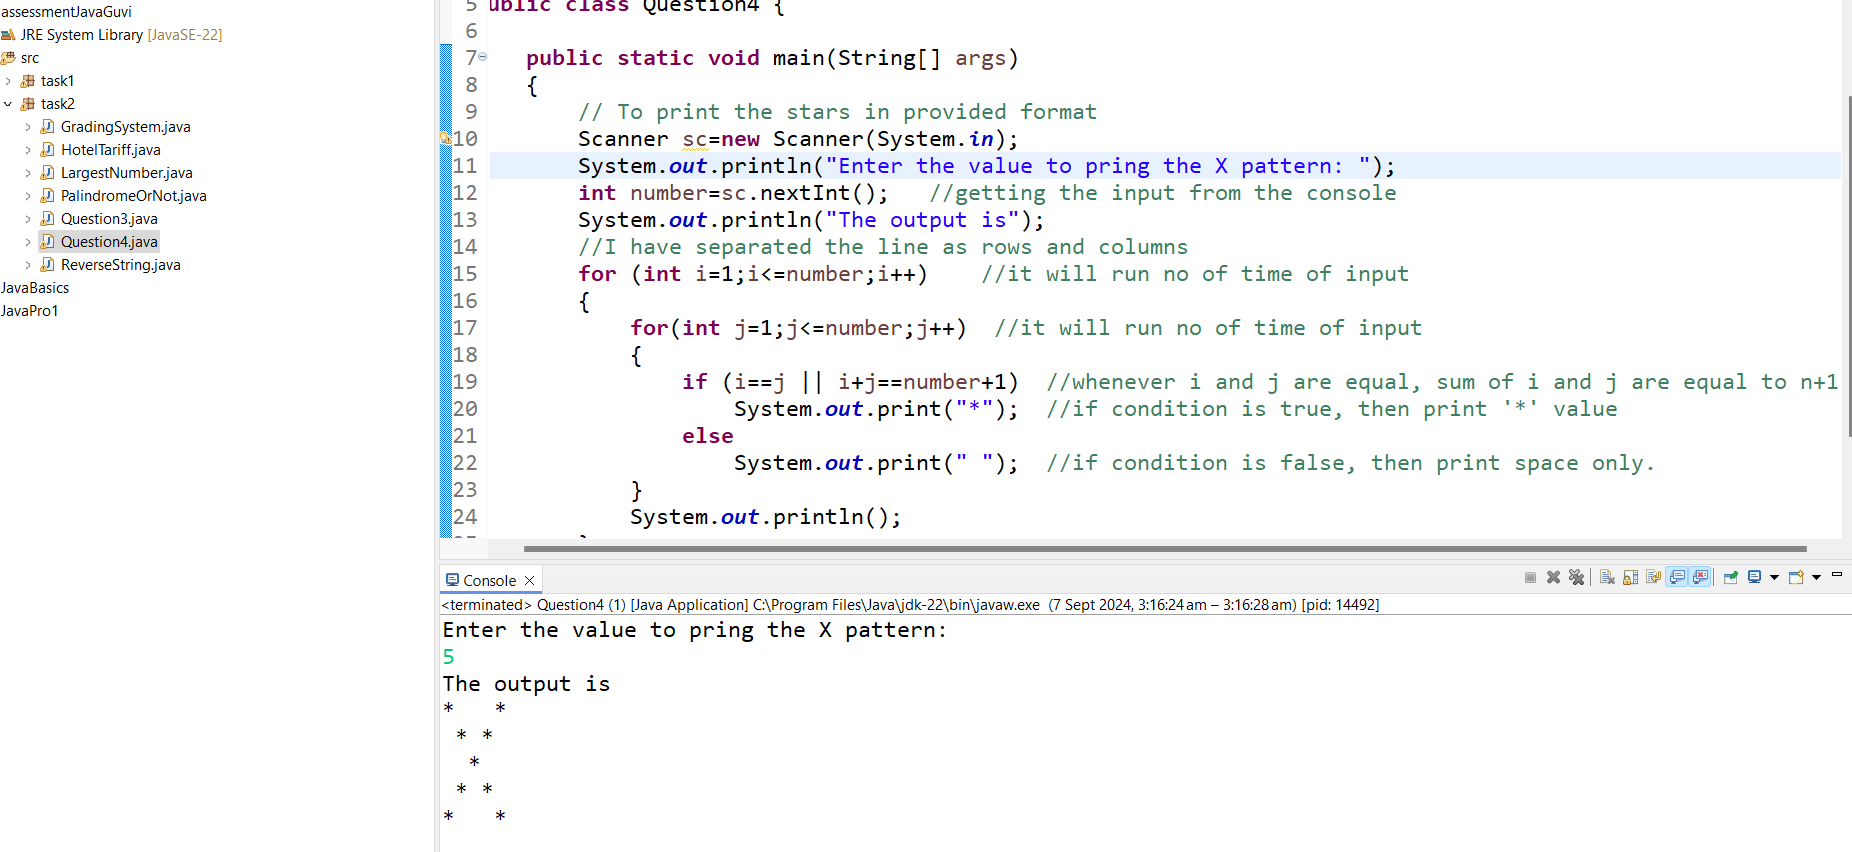 assessmentJavaGuvi
JRE System Library [JavaSE-22]
src
task1
task2
GradingSystem.java
HotelTariff.java
LargestNumber.java
PalindromeOrNot.java
Question3.java
Question4.java
ReverseString.java
JavaBasics
JavaPro1
5 ublic class Question4 {
6
7 public static void main(String[] args)
8 {
9 // To print the stars in provided format
10 Scanner sc=new Scanner(System.in);
11 System.out.println("Enter the value to pring the X pattern: ");
12 int number=sc.nextInt(); //getting the input from the console
13 System.out.println("The output is");
14 //I have separated the line as rows and columns
15 for (int i=1;i<=number;i++) //it will run no of time of input
16 {
17 for(int j=1;j<=number;j++) //it will run no of time of input
18 {
19 if (i==j || i+j==number+1) //whenever i and j are equal, sum of i and j are equal to n+1
20 System.out.print("*"); //if condition is true, then print '*' value
21 else
22 System.out.print(" "); //if condition is false, then print space only.
23 }
24 System.out.println();
Console
<terminated> Question4 (1) [Java Application] C:\Program Files\Java\jdk-22\bin\javaw.exe (7 Sept 2024, 3:16:24 am – 3:16:28 am) [pid: 14492]
Enter the value to pring the X pattern:
5
The output is
*   *
 * *
  *
 * *
*   *